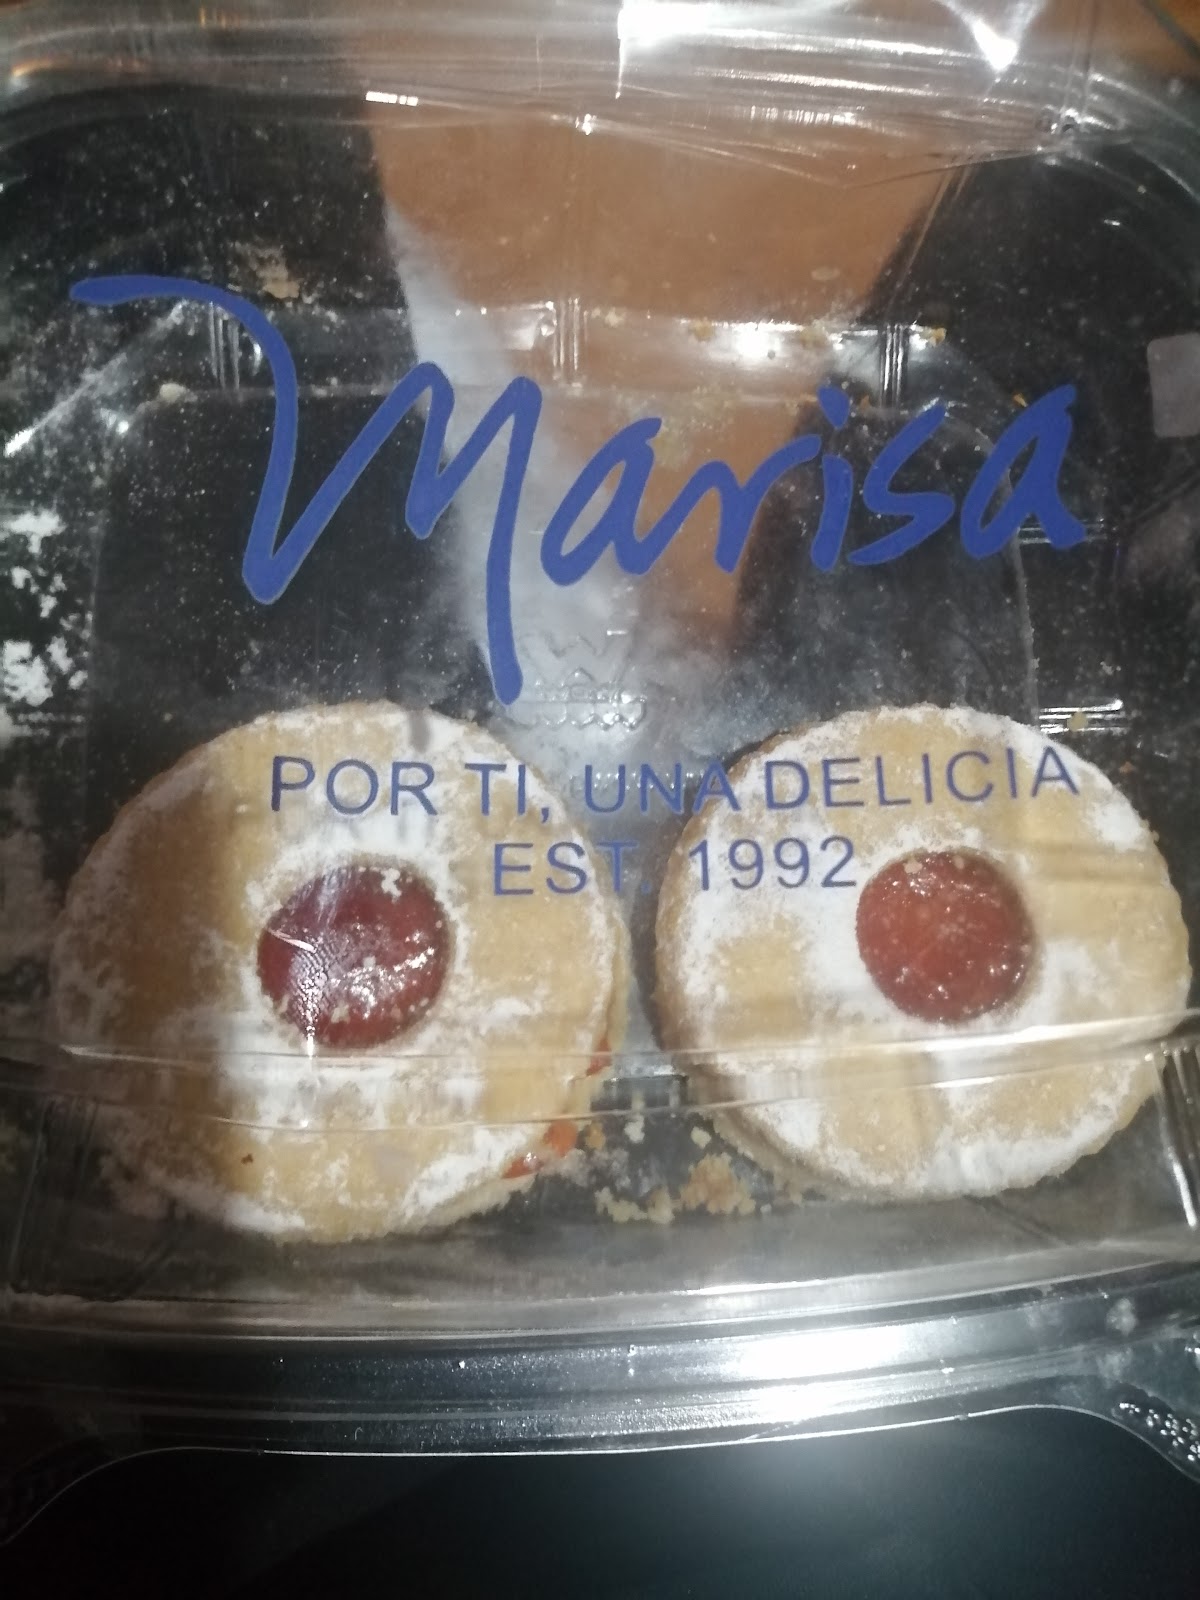 Marisa
POR TI, UNA DELICIA
EST. 1992